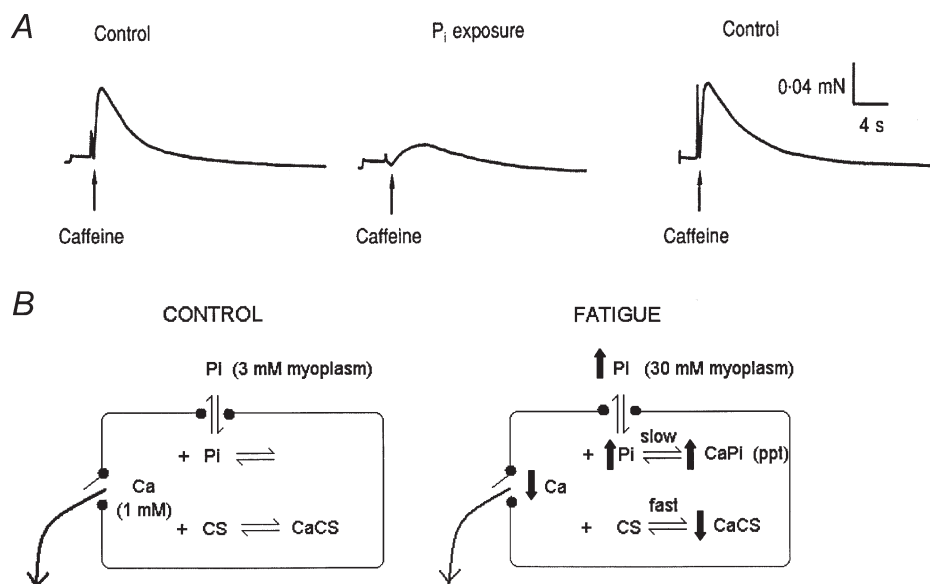 A
Control
Pi exposure
Control
0·04 mN
4 s
Caffeine
Caffeine
Caffeine
B
CONTROL
FATIGUE
Pi (3 mM myoplasm)
Pi (30 mM myoplasm)
+ Pi
slow
+ Pi CaPi (ppt)
Ca
(1 mM)
Ca
fast
+ CS CaCS
+ CS CaCS